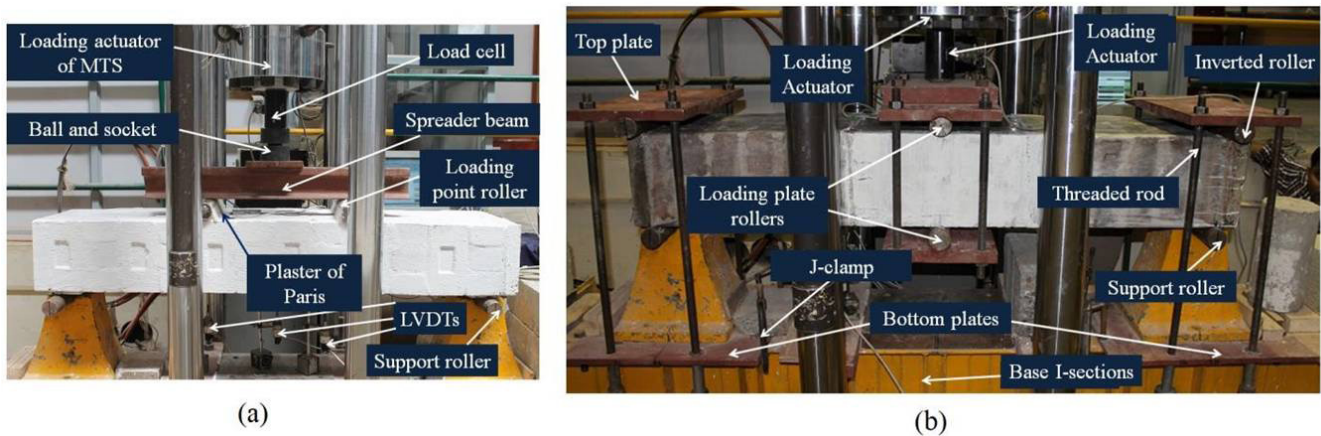 Loading actuator
of MTS
Load cell
Ball and socket
Spreader beam
Loading
point roller
Plaster of
Paris
LVDTs
Support roller
(a)
Top plate
Loading
Actuator
Loading
Actuator
Inverted roller
Loading plate
rollers
Threaded rod
J-clamp
Support roller
Bottom plates
Base I-sections
(b)